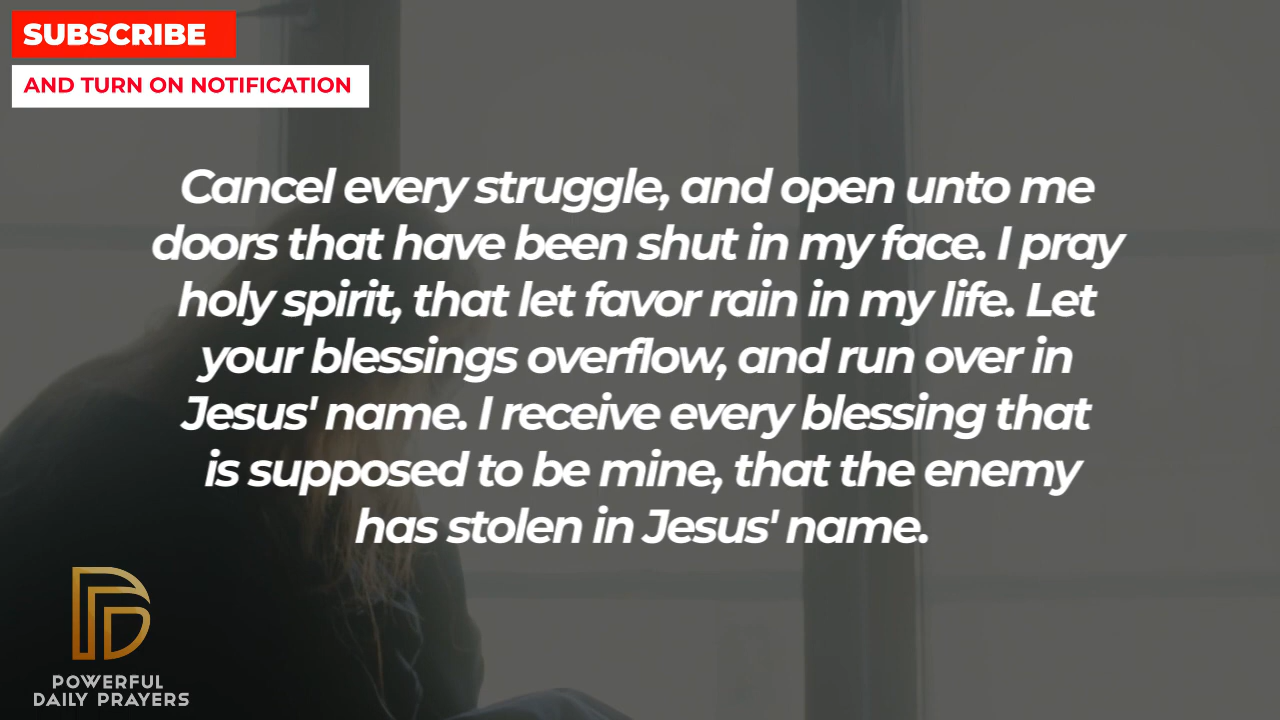 SUBSCRIBE
AND TURN ON NOTIFICATION
Cancel every struggle, and open unto me
doors that have been shut in my face. I pray
holy spirit, that let favor rain in my life. Let
your blessings overflow, and run over in
Jesus' name. I receive every blessing that
is supposed to be mine, that the enemy
has stolen in Jesus' name.
POWERFUL
DAILY PRAYERS